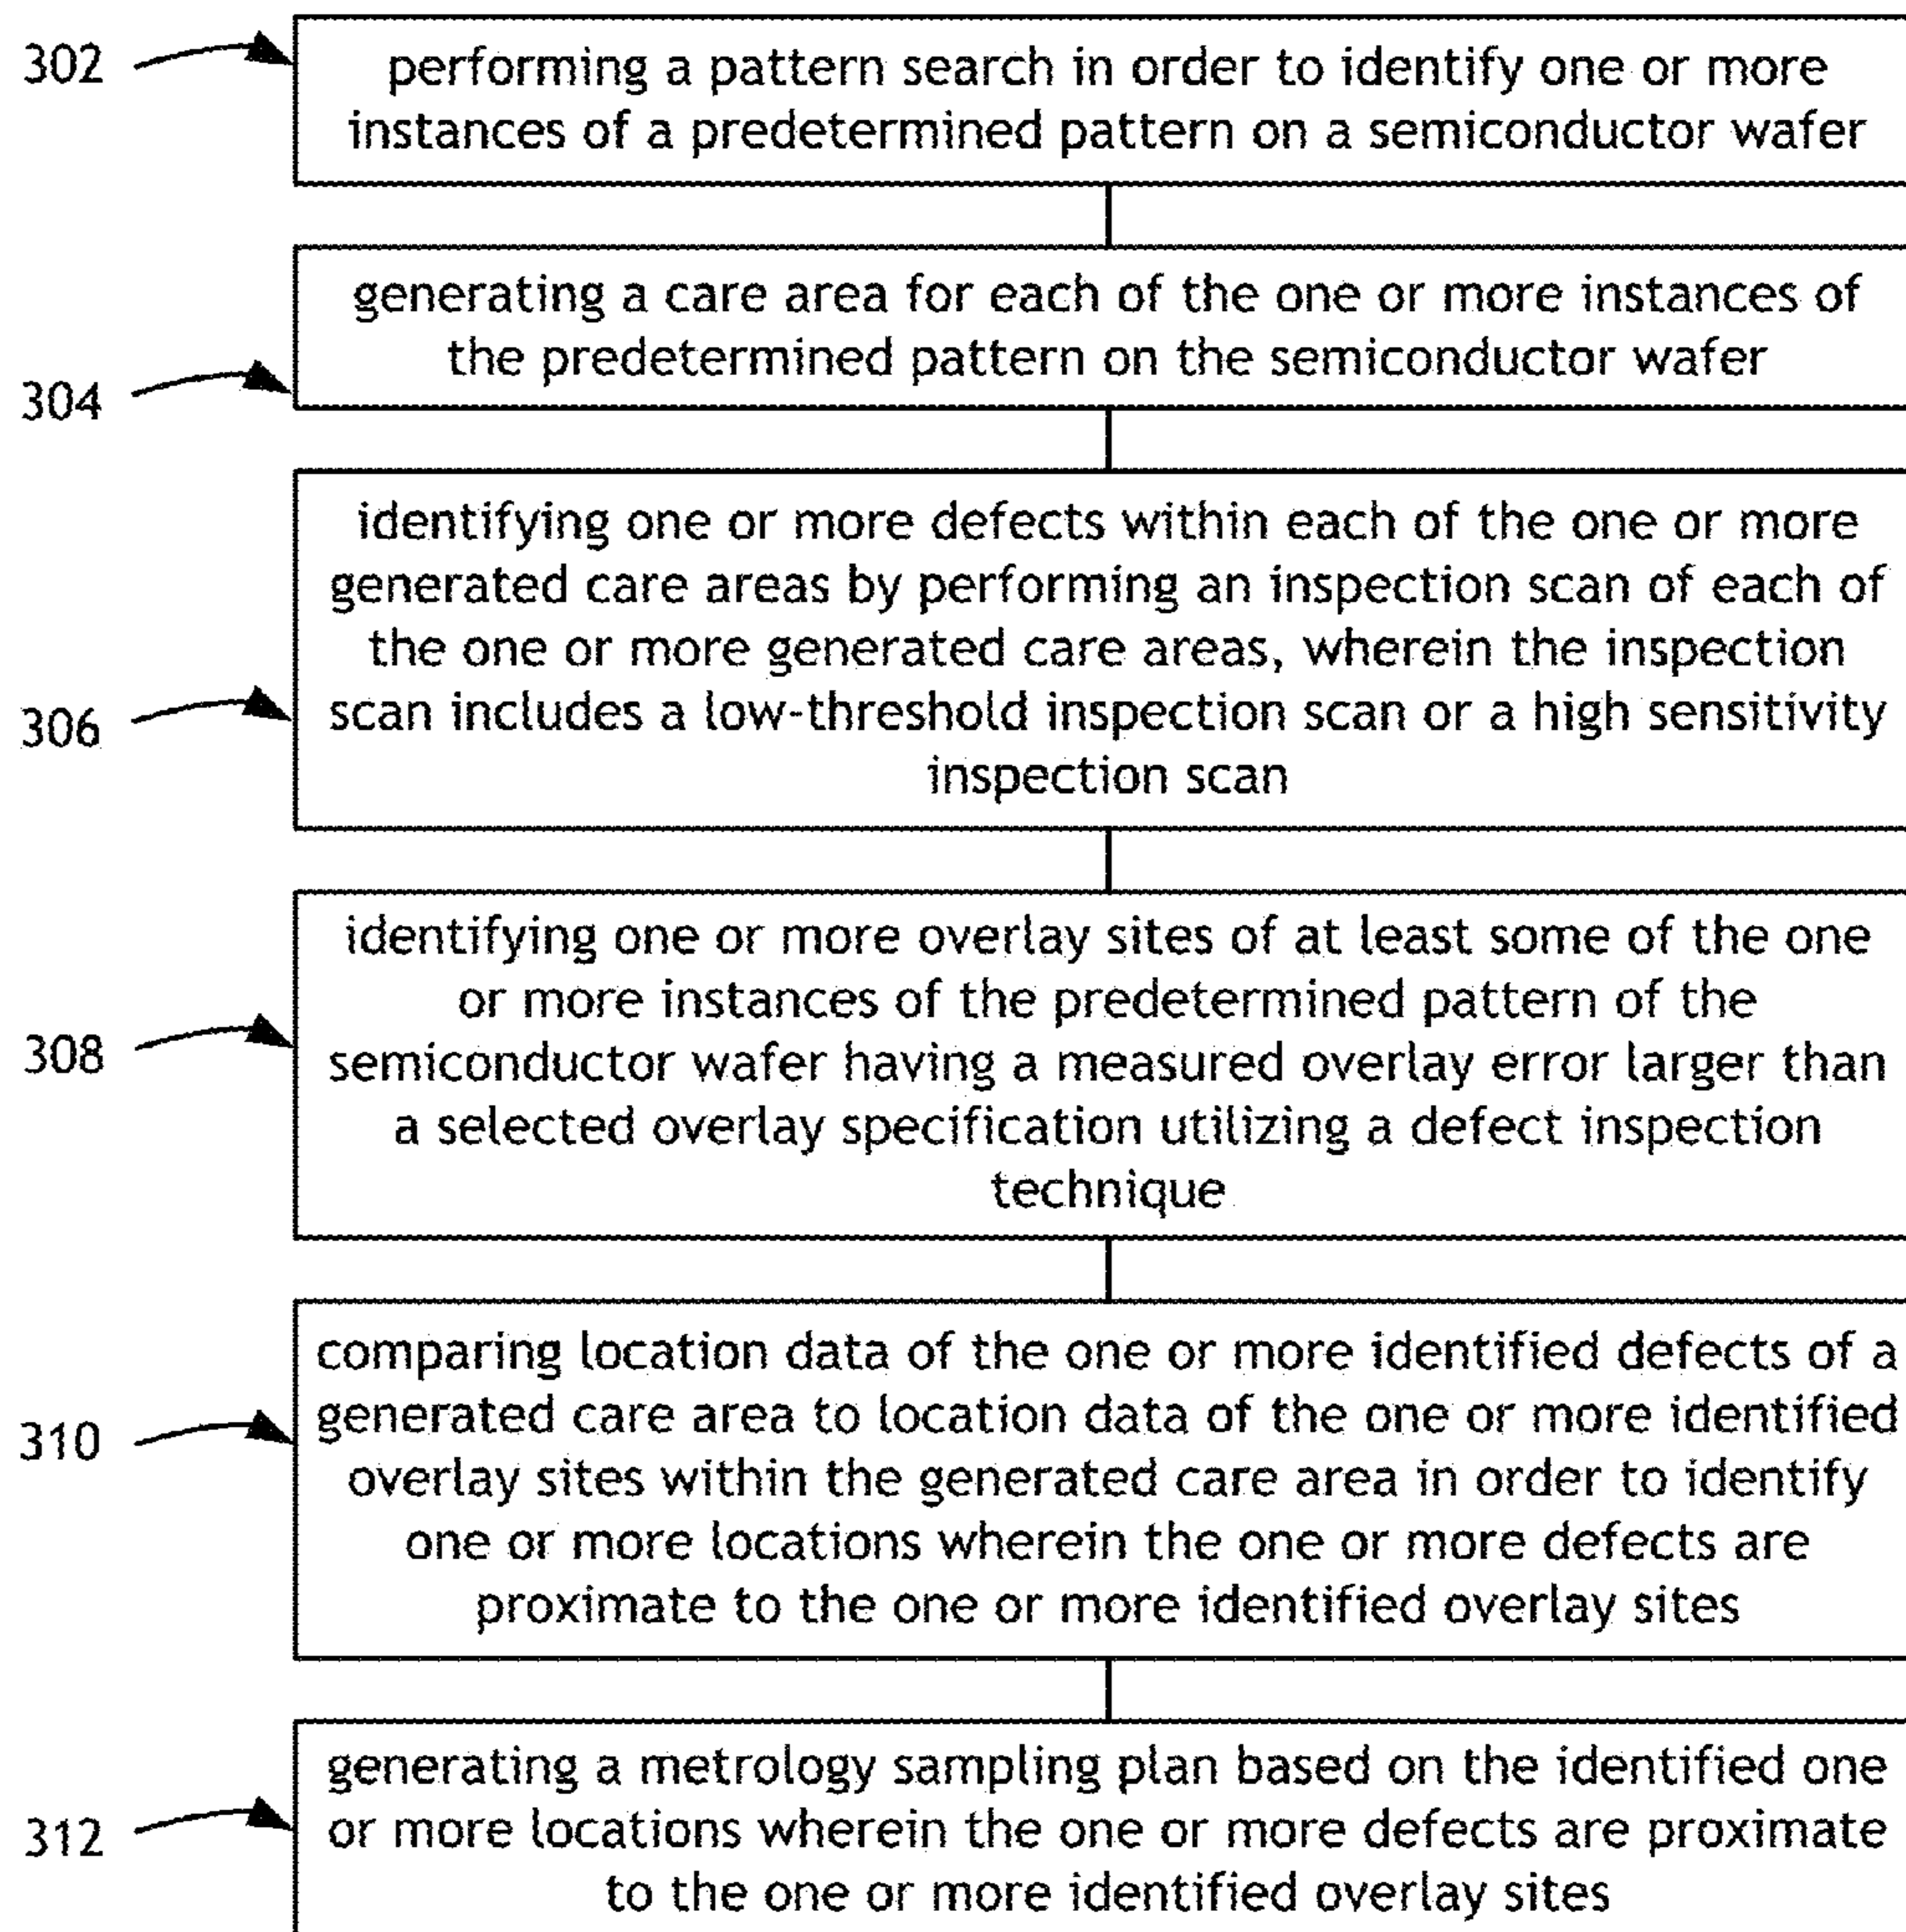 302
performing a pattern search in order to identify one or more
instances of a predetermined pattern on a semiconductor wafer
generating a care area for each of the one or more instances of
the predetermined pattern on the semiconductor wafer
304
identifying one or more defects within each of the one or more
generated care areas by performing an inspection scan of each of
the one or more generated care areas, wherein the inspection
scan includes a low-threshold inspection scan or a high sensitivity
inspection scan
306
identifying one or more overlay sites of at least some of the one
or more instances of the predetermined pattern of the
semiconductor wafer having a measured overlay error larger than
a selected overlay specification utilizing a defect inspection
technique
308
comparing location data of the one or more identified defects of a
generated care area to location data of the one or more identified
overlay sites within the generated care area in order to identify
one or more locations wherein the one or more defects are
proximate to the one or more identified overlay sites
310
generating a metrology sampling plan based on the identified one
or more locations wherein the one or more defects are proximate
to the one or more identified overlay sites
312